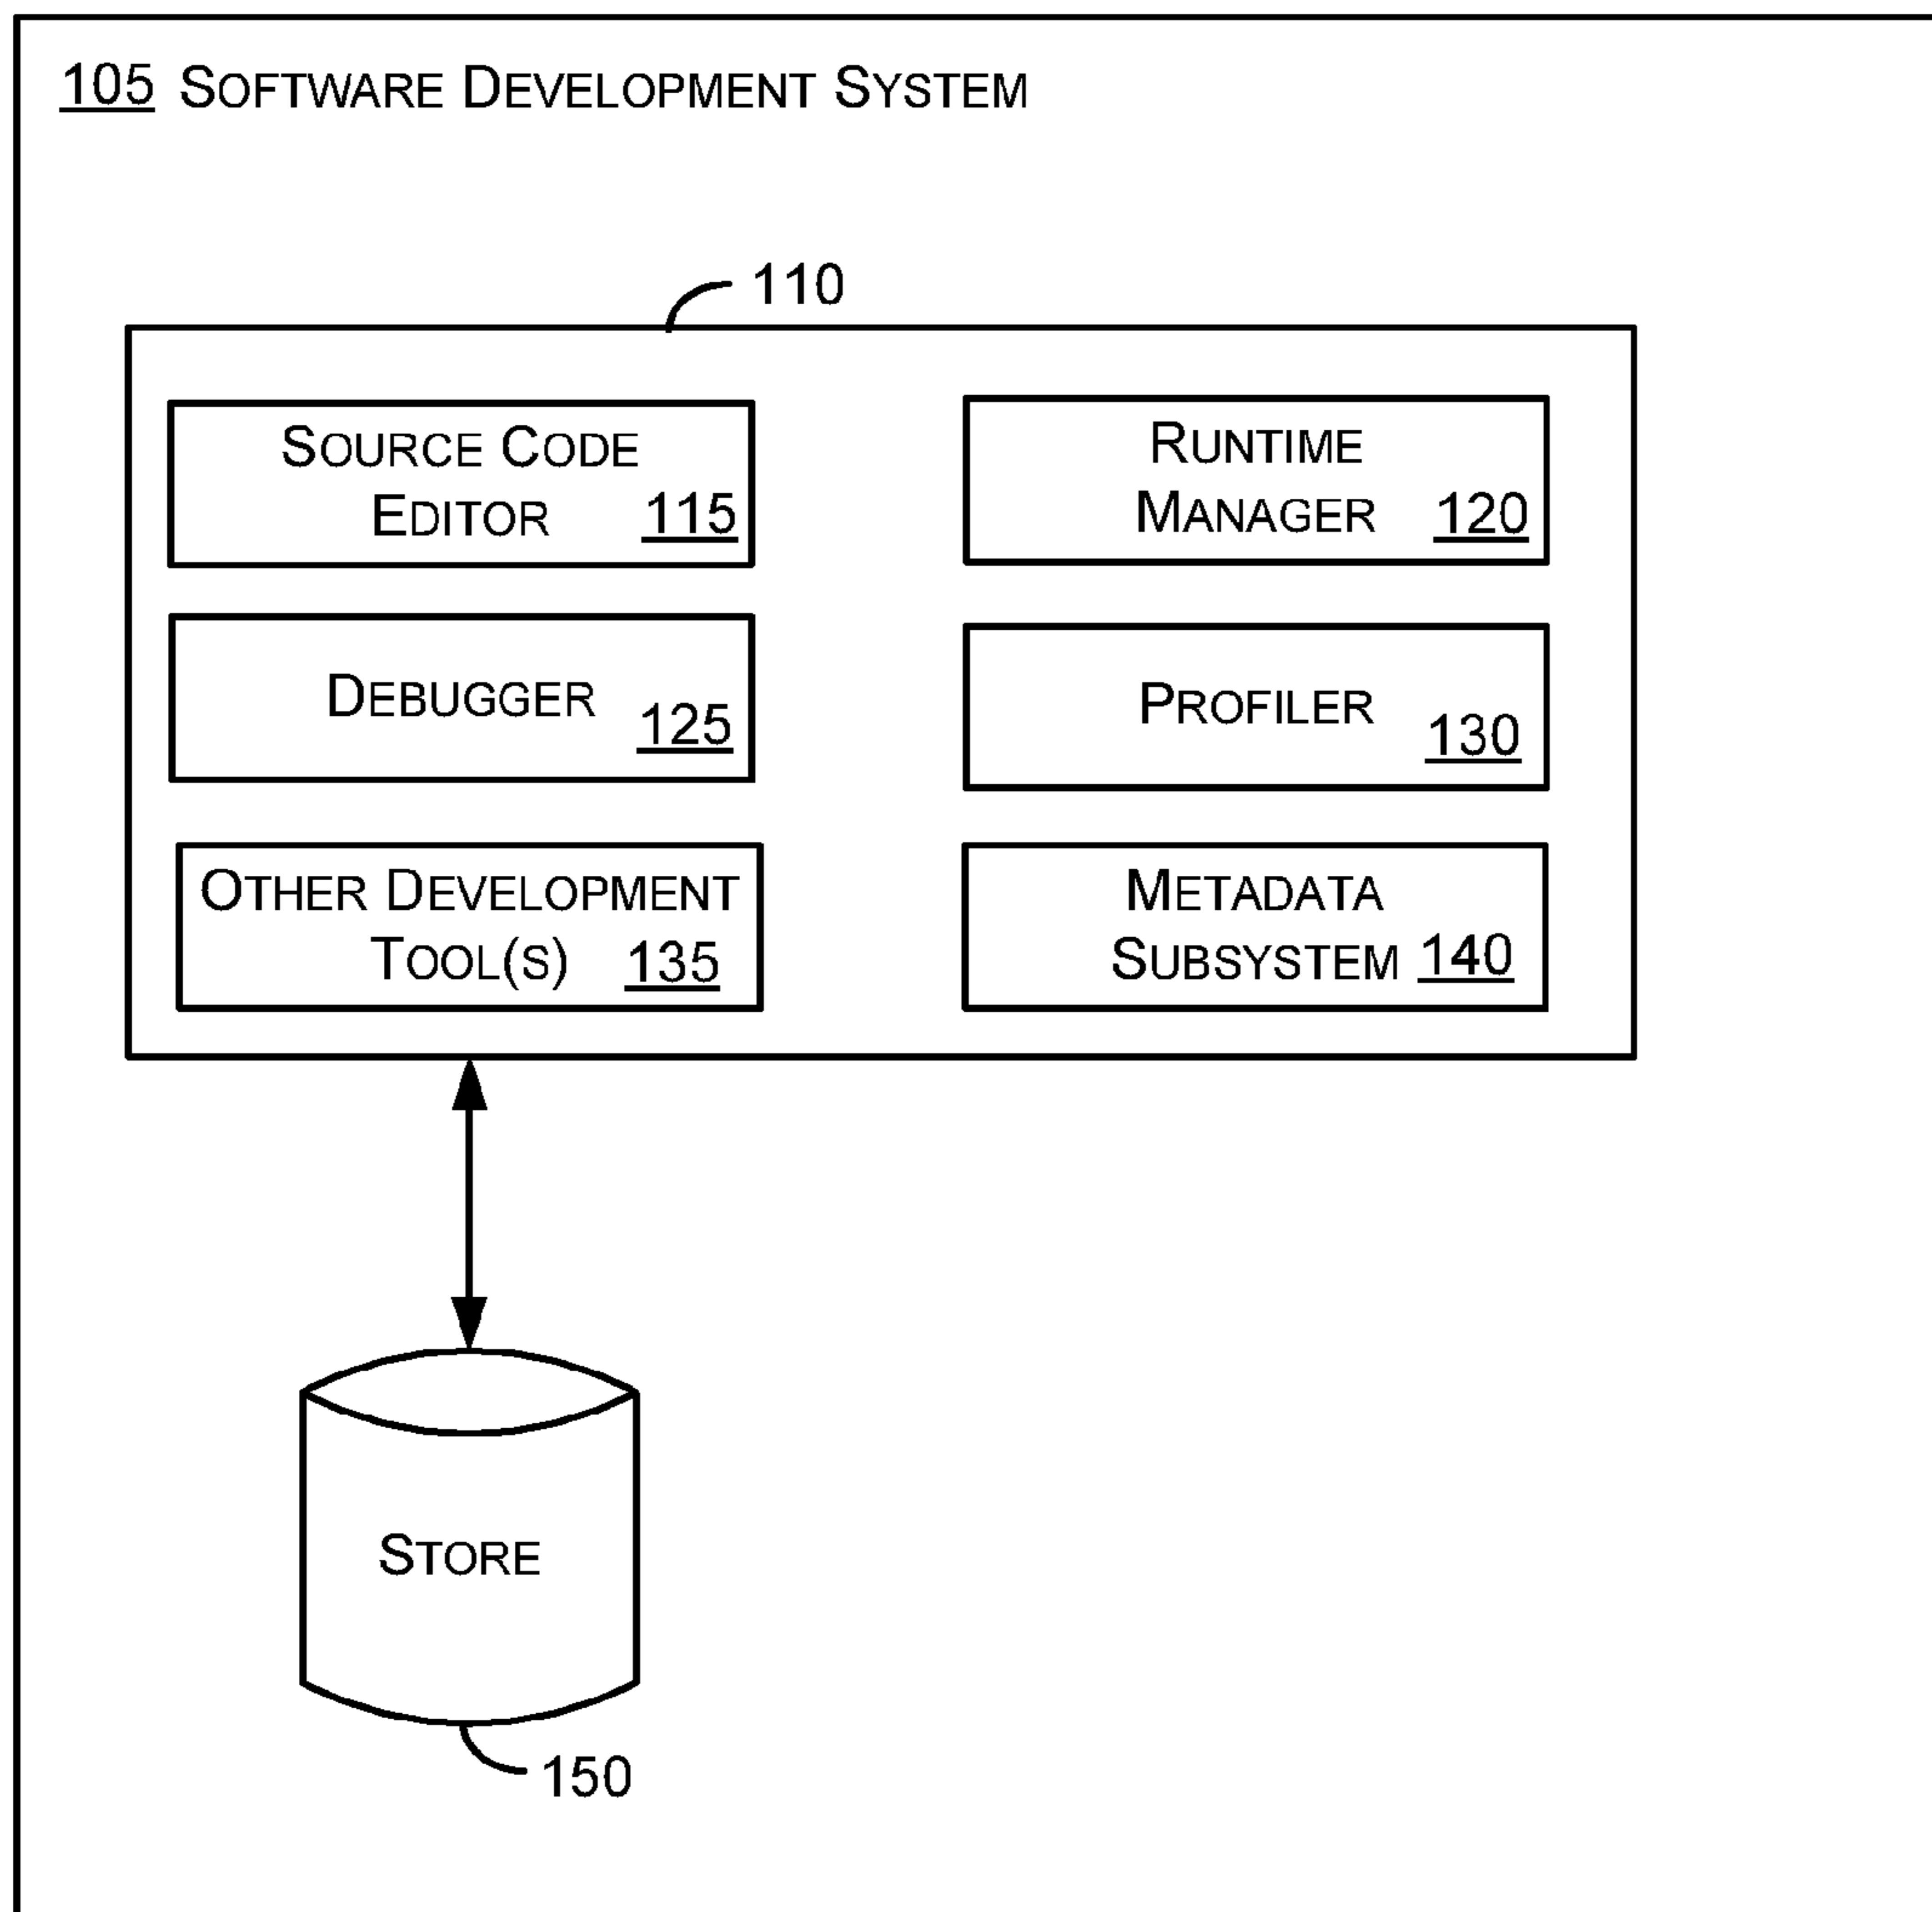 105 SOFTWARE DEVELOPMENT SYSTEM
110
SOURCE CODE
EDITOR 115
RUNTIME
MANAGER 120
DEBUGGER 125
PROFILER 130
OTHER DEVELOPMENT
TOOL(S) 135
METADATA
SUBSYSTEM 140
STORE
150